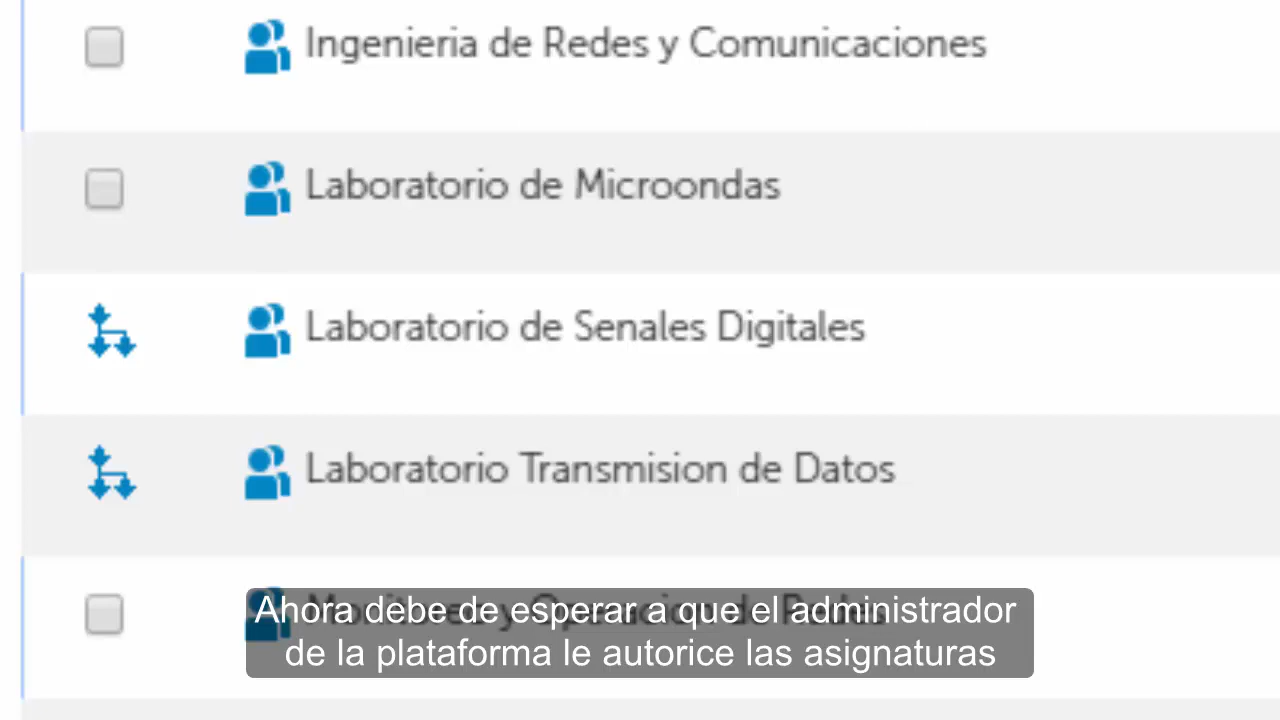 Ingenieria de Redes y Comunicaciones
Laboratorio de Microondas
Laboratorio de Senales Digitales
Laboratorio Transmision de Datos
Ahora debe de esperar a que el administrador
de la plataforma le autorice las asignaturas